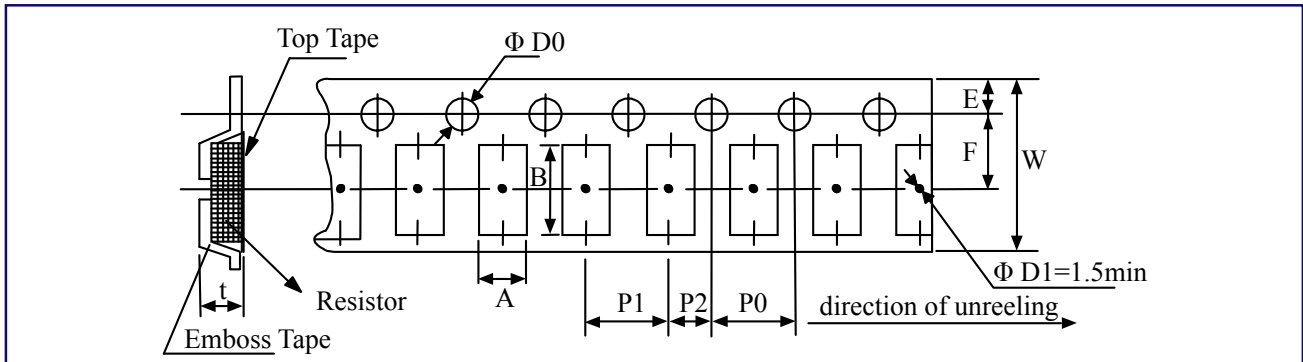 Top Tape
Φ D0
E
F
W
B
Φ D1=1.5min
t
Resistor
A
P1
P2
P0
direction of unreeling
Emboss Tape